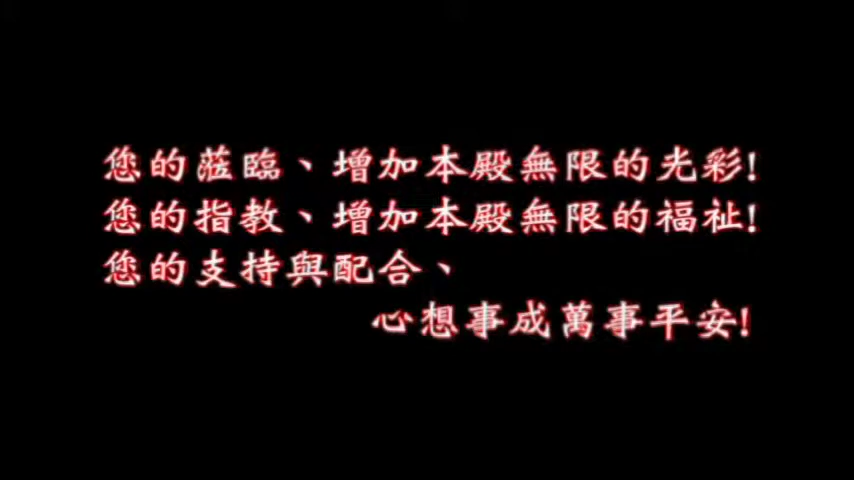 您的蒞臨、增加本殿無限的光彩!
您的指教、增加本殿無限的福祉!
您的支持與配合、
心想事成萬事平安!